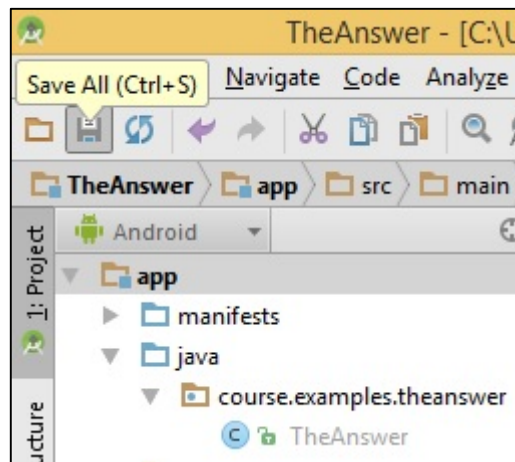 TheAnswer - [C:\U
Save All (Ctrl+S)
Navigate Code Analyze
TheAnswer app src main
1: Project
Android
app
manifests
java
course.examples.theanswer
C TheAnswer
ucture